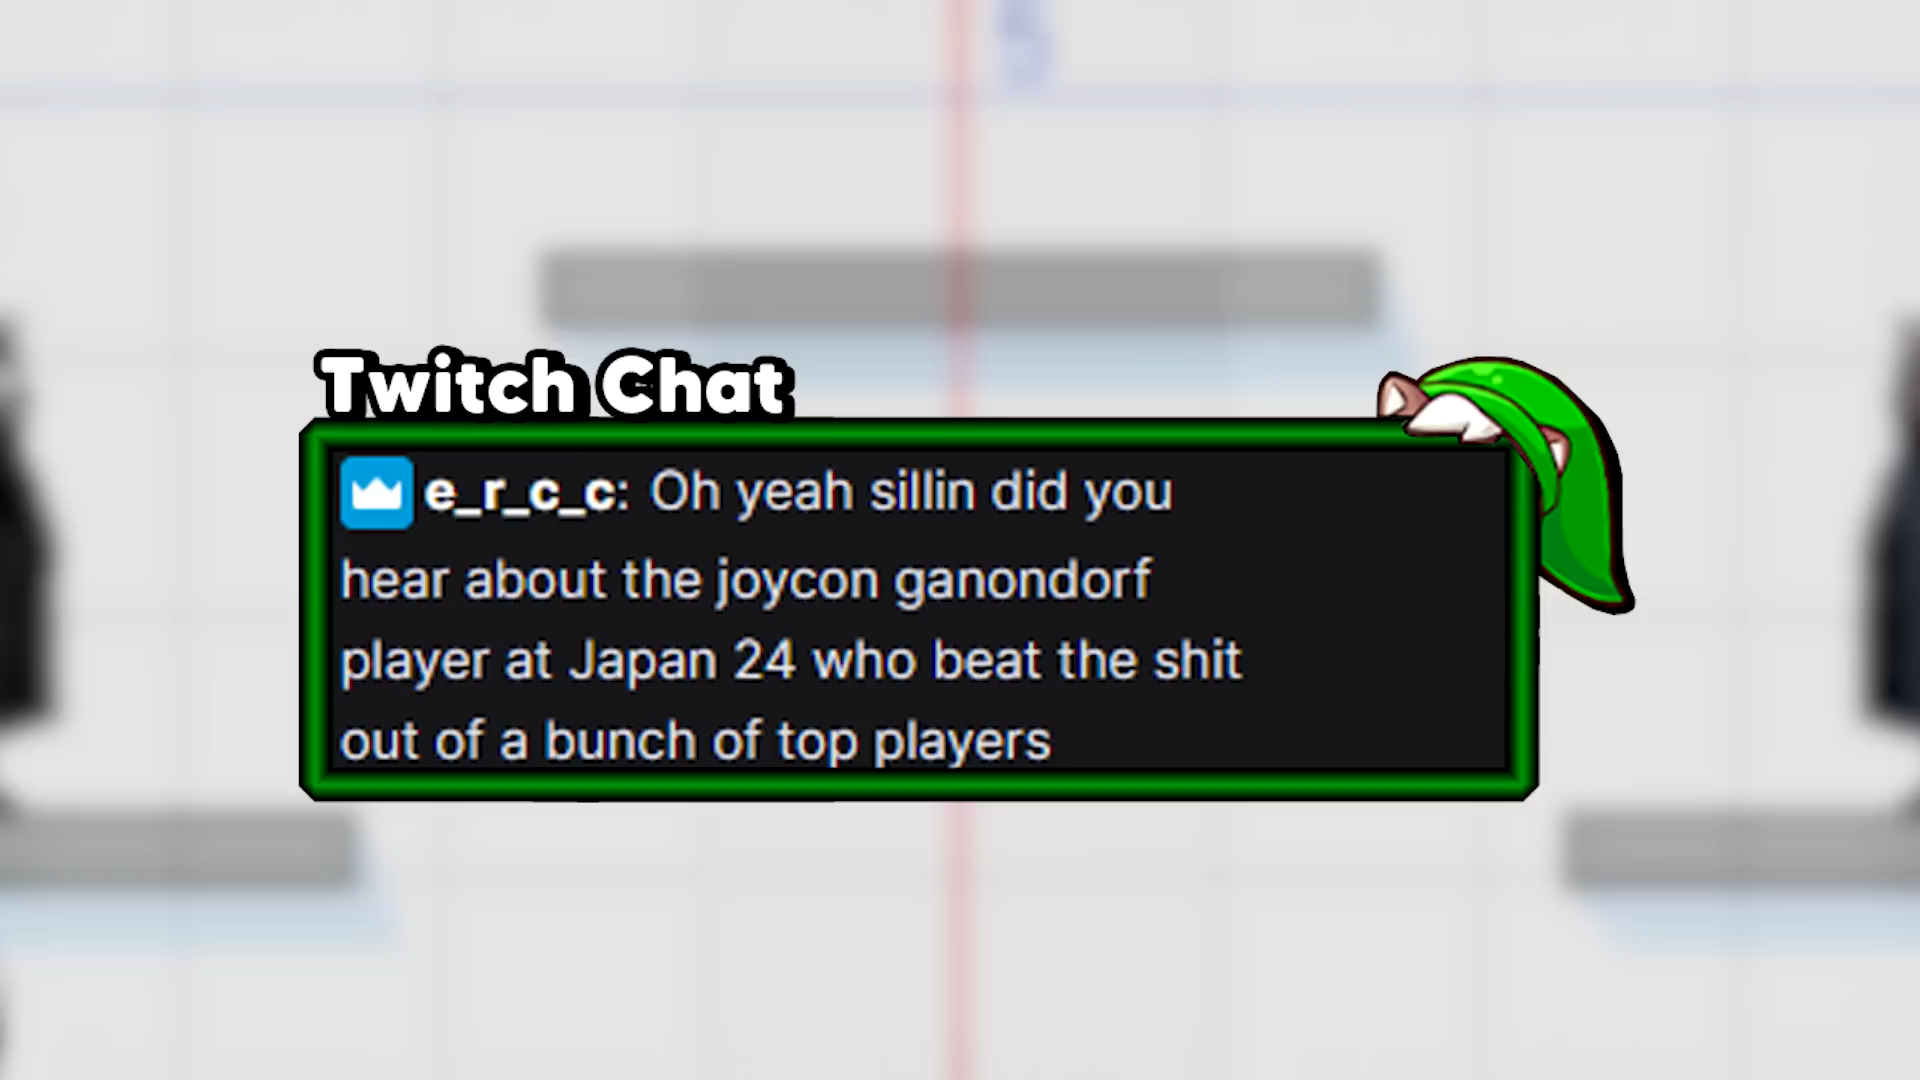 5
Twitch Chat
e_r_c_c: Oh yeah sillin did you
hear about the joycon ganondorf
player at Japan 24 who beat the shit
out of a bunch of top players